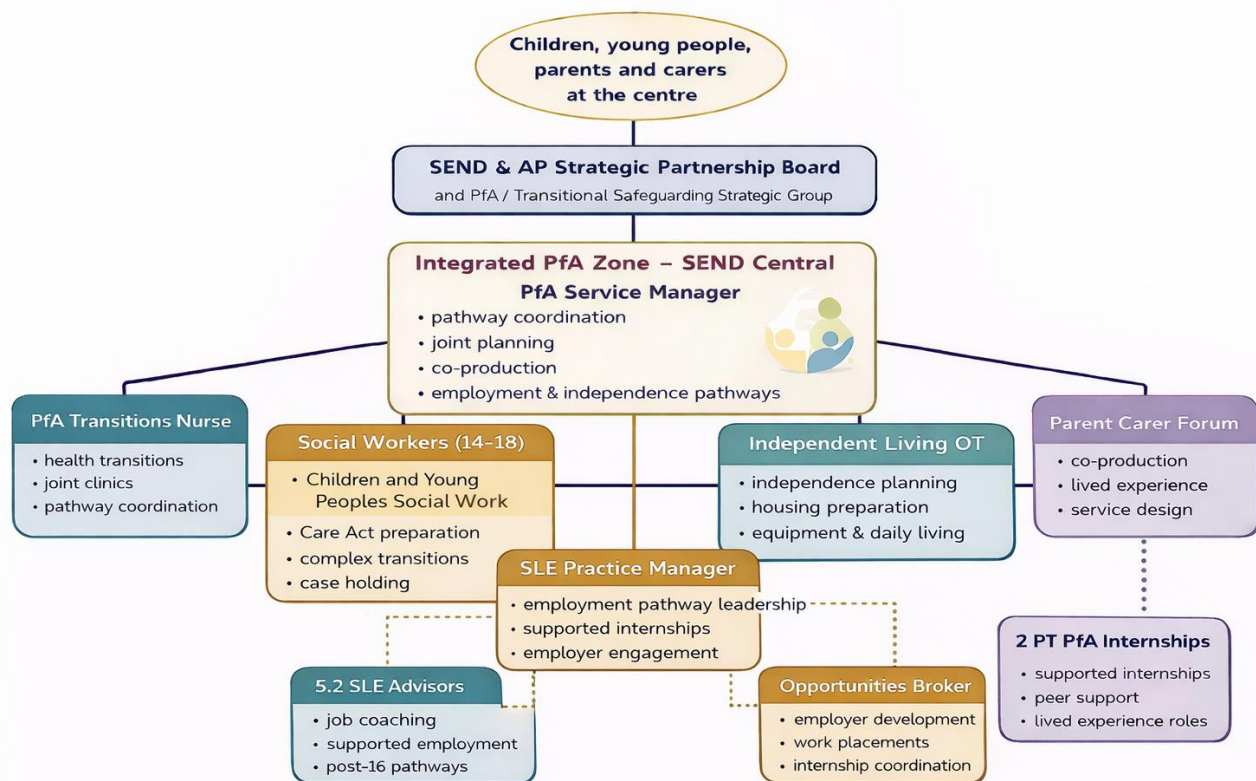 Children, young people,
parents and carers
at the centre
SEND & AP Strategic Partnership Board
and PfA / Transitional Safeguarding Strategic Group
Integrated PfA Zone – SEND Central
PfA Service Manager
• pathway coordination
• joint planning
• co-production
• employment & independence pathways
PfA Transitions Nurse
• health transitions
• joint clinics
• pathway coordination
Social Workers (14-18)
• Children and Young
Peoples Social Work
• Care Act preparation
• complex transitions
• case holding
Independent Living OT
• independence planning
• housing preparation
• equipment & daily living
Parent Carer Forum
• co-production
• lived experience
• service design
SLE Practice Manager
• employment pathway leadership
• supported internships
• employer engagement
5.2 SLE Advisors
• job coaching
• supported employment
• post-16 pathways
Opportunities Broker
• employer development
• work placements
• internship coordination
2 PT PfA Internships
• supported internships
• peer support
• lived experience roles